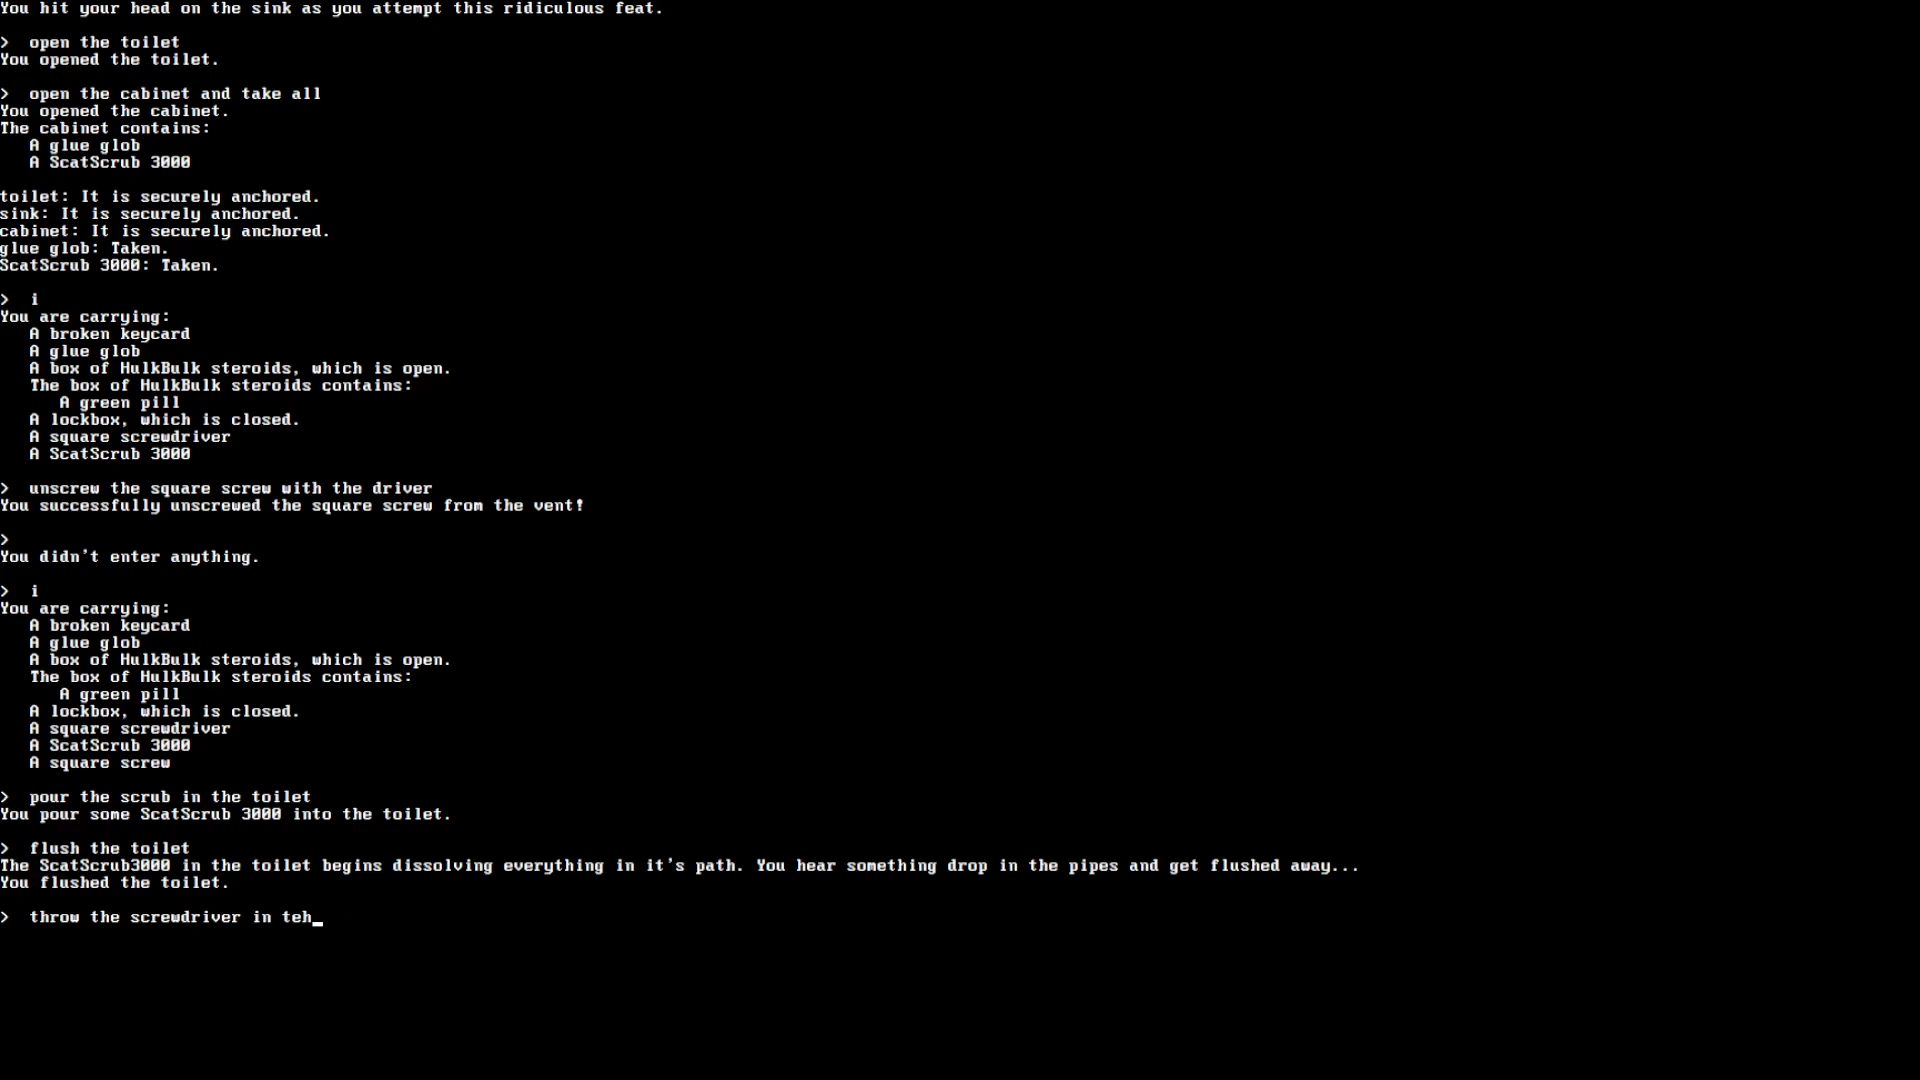 You hit your head on the sink as you attempt this ridiculous feat.
>  open the toilet
You opened the toilet.
>  open the cabinet and take all
You opened the cabinet.
The cabinet contains:
   A glue glob
   A ScatScrub 3000
toilet: It is securely anchored.
sink: It is securely anchored.
cabinet: It is securely anchored.
glue glob: Taken.
ScatScrub 3000: Taken.
>  i
You are carrying:
   A broken keycard
   A glue glob
   A box of HulkBulk steroids, which is open.
   The box of HulkBulk steroids contains:
      A green pill
   A lockbox, which is closed.
   A square screwdriver
   A ScatScrub 3000
>  unscrew the square screw with the driver
You successfully unscrewed the square screw from the vent!
>
You didn't enter anything.
>  i
You are carrying:
   A broken keycard
   A glue glob
   A box of HulkBulk steroids, which is open.
   The box of HulkBulk steroids contains:
      A green pill
   A lockbox, which is closed.
   A square screwdriver
   A ScatScrub 3000
   A square screw
>  pour the scrub in the toilet
You pour some ScatScrub 3000 into the toilet.
>  flush the toilet
The ScatScrub3000 in the toilet begins dissolving everything in it's path. You hear something drop in the pipes and get flushed away...
You flushed the toilet.
>  throw the screwdriver in teh_